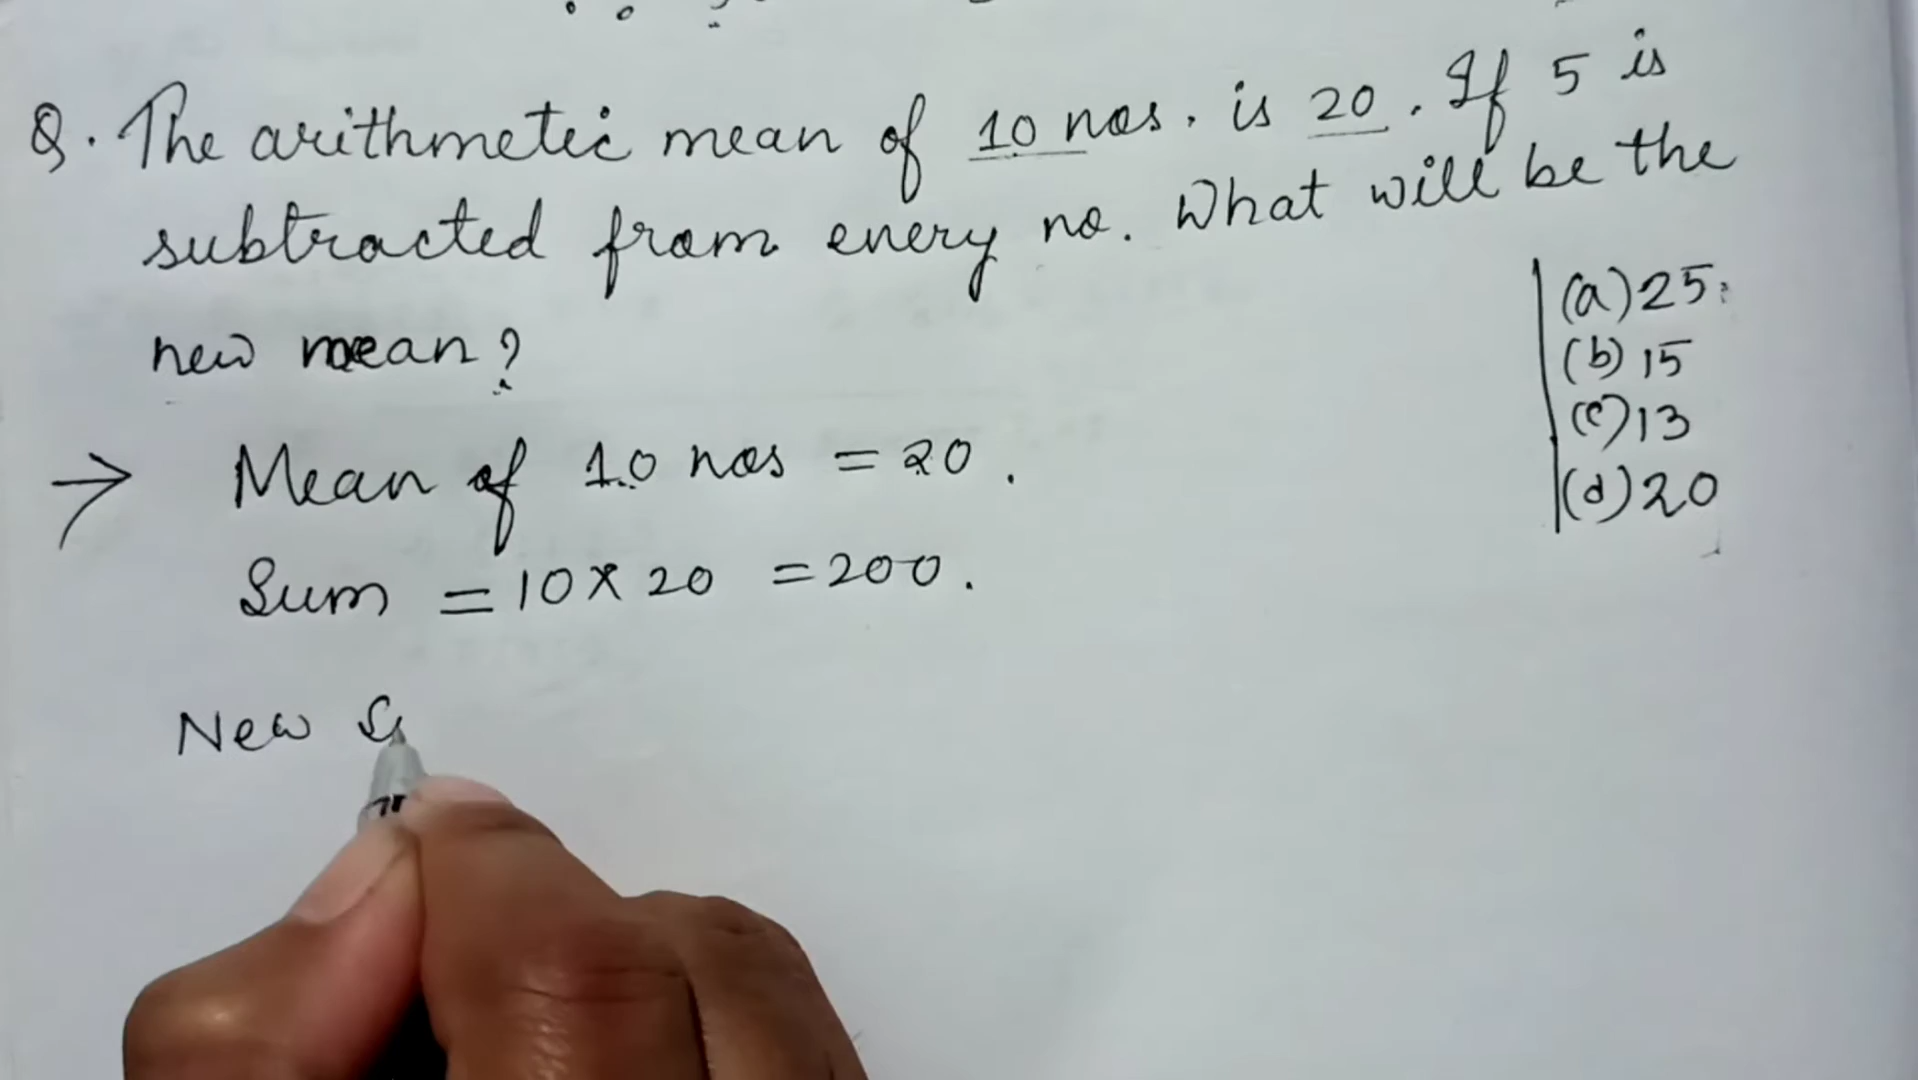 Q. The arithmetic mean of 10 nos. is 20. If 5 is
subtracted from every no. What will be the
new mean?
(a) 25
(b) 15
(c) 13
(d) 20
→ Mean of 10 nos = 20.
Sum = 10 × 20 = 200.
New S